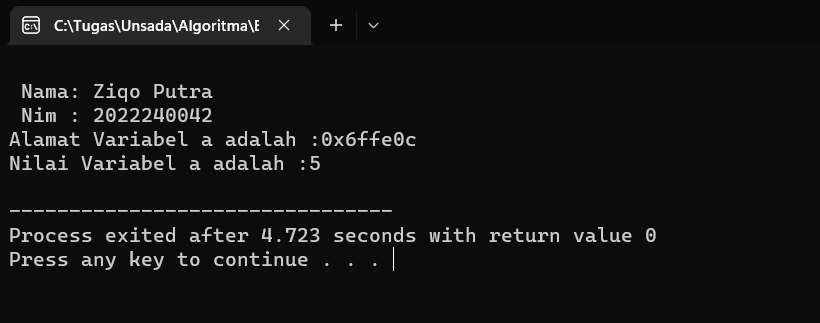 C:\Tugas\Unsada\Algoritma\E
Nama: Ziqo Putra
Nim : 2022240042
Alamat Variabel a adalah :0x6ffe0c
Nilai Variabel a adalah :5
--------------------------------
Process exited after 4.723 seconds with return value 0
Press any key to continue . . .